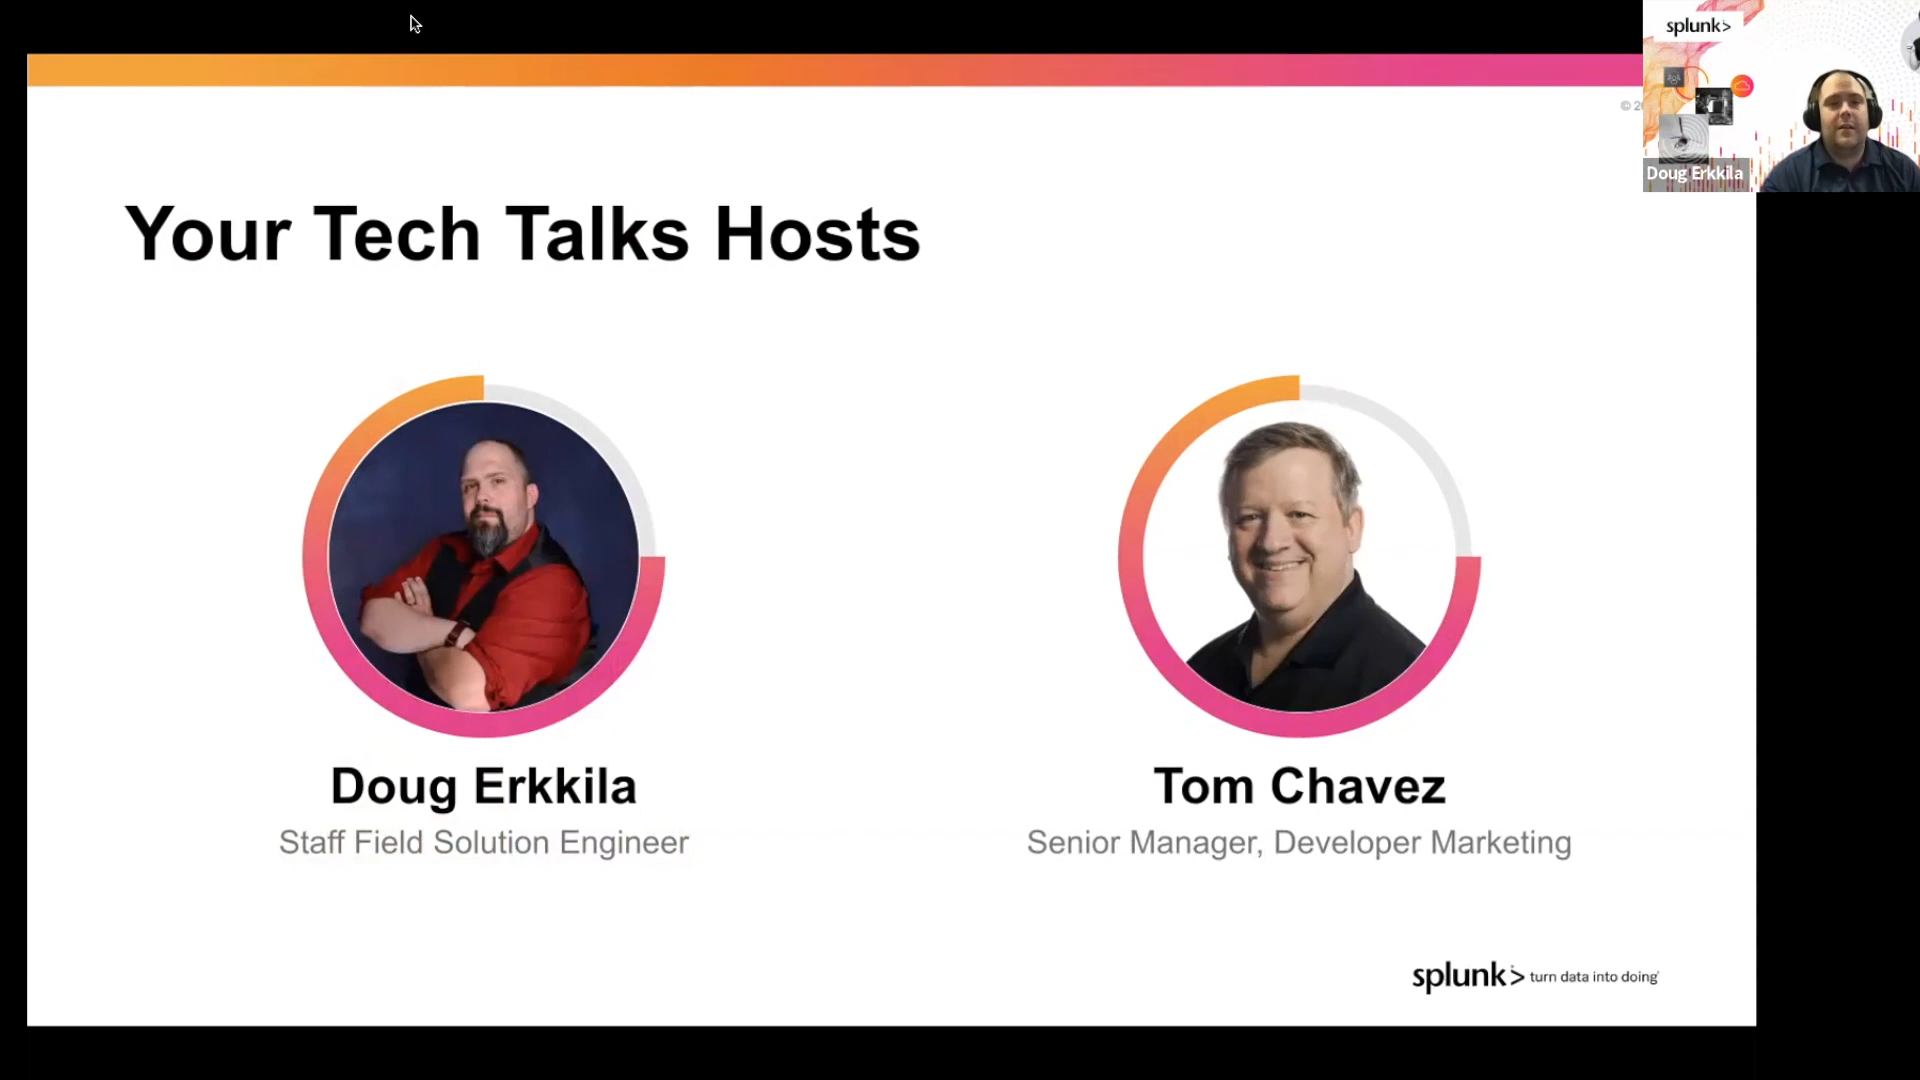 splunk>
© 20
Doug Erkkila
Your Tech Talks Hosts
Doug Erkkila
Staff Field Solution Engineer
Tom Chavez
Senior Manager, Developer Marketing
splunk> turn data into doing